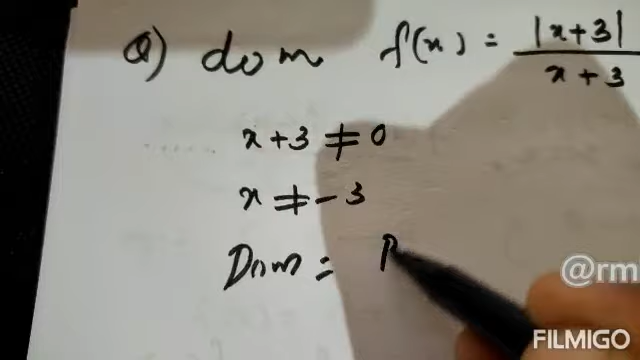 Q) dom f(x) = |x+3| / x+3
x+3 ≠ 0
x ≠ -3
Dom =
@rm
FILMIGO